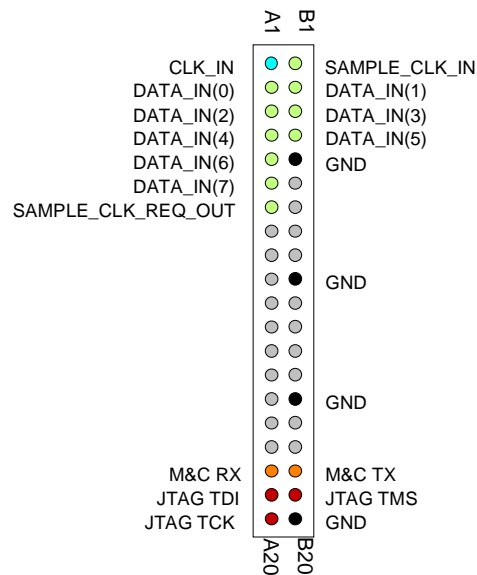 A1 B1
CLK_IN SAMPLE_CLK_IN
DATA_IN(0) DATA_IN(1)
DATA_IN(2) DATA_IN(3)
DATA_IN(4) DATA_IN(5)
DATA_IN(6) GND
DATA_IN(7)
SAMPLE_CLK_REQ_OUT
GND
GND
M&C RX M&C TX
JTAG TDI JTAG TMS
JTAG TCK GND
A20 B20